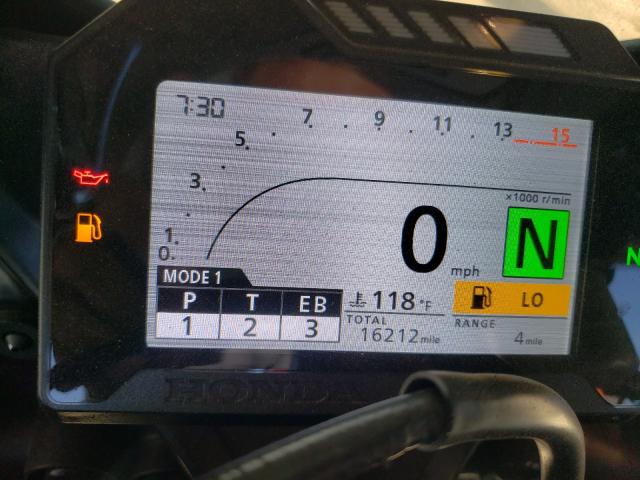 7:30
7 9 11 13 15
5
3
×1000 r/min
1
0
0 mph N
MODE 1
P T EB
1 2 3
118 °F
LO
TOTAL
16212 mile
RANGE
4 mile
N
HONDA